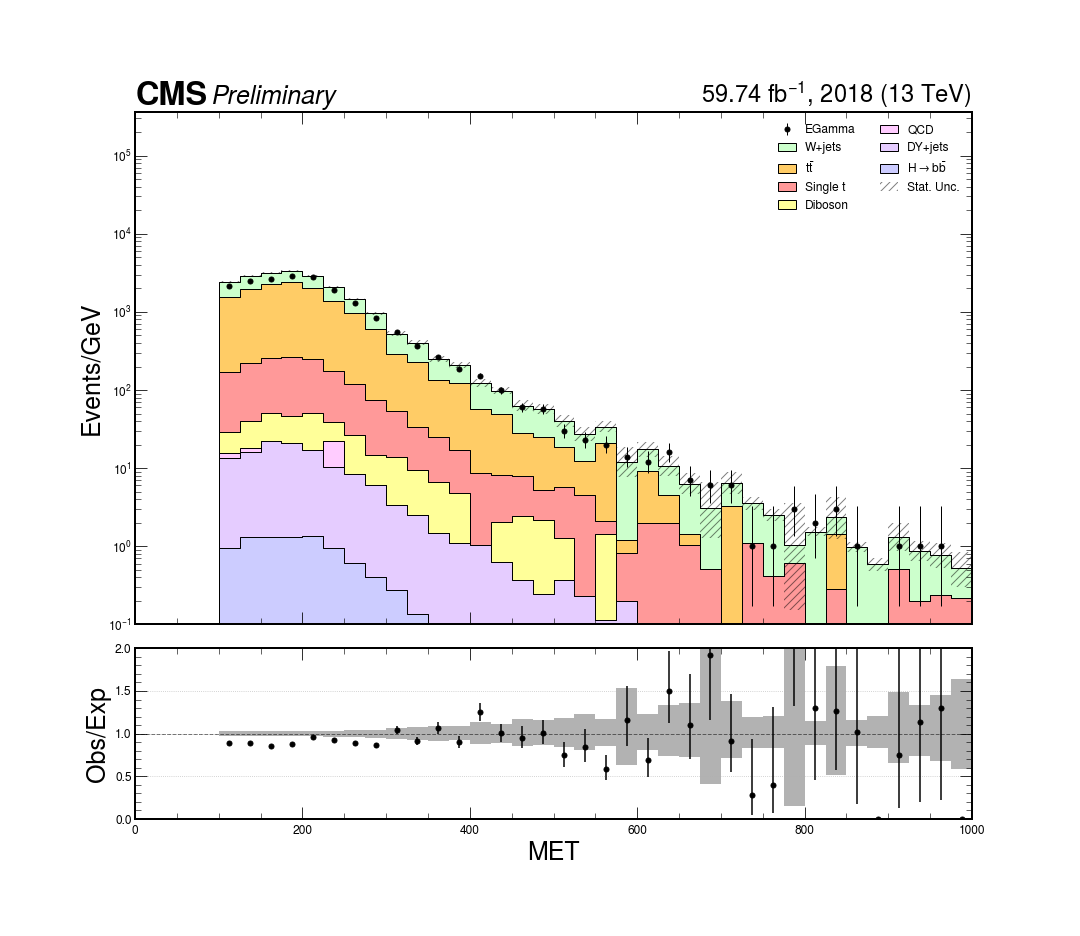 CMS Preliminary 59.74 fb⁻¹, 2018 (13 TeV)
EGamma QCD
W+jets DY+jets
tt̄ H→bb̄
Single t Stat. Unc.
Diboson
Events/GeV
10⁵
10⁴
10³
10²
10¹
10⁰
10⁻¹
Obs/Exp
2.0
1.5
1.0
0.5
0.0
0 200 400 600 800 1000
MET